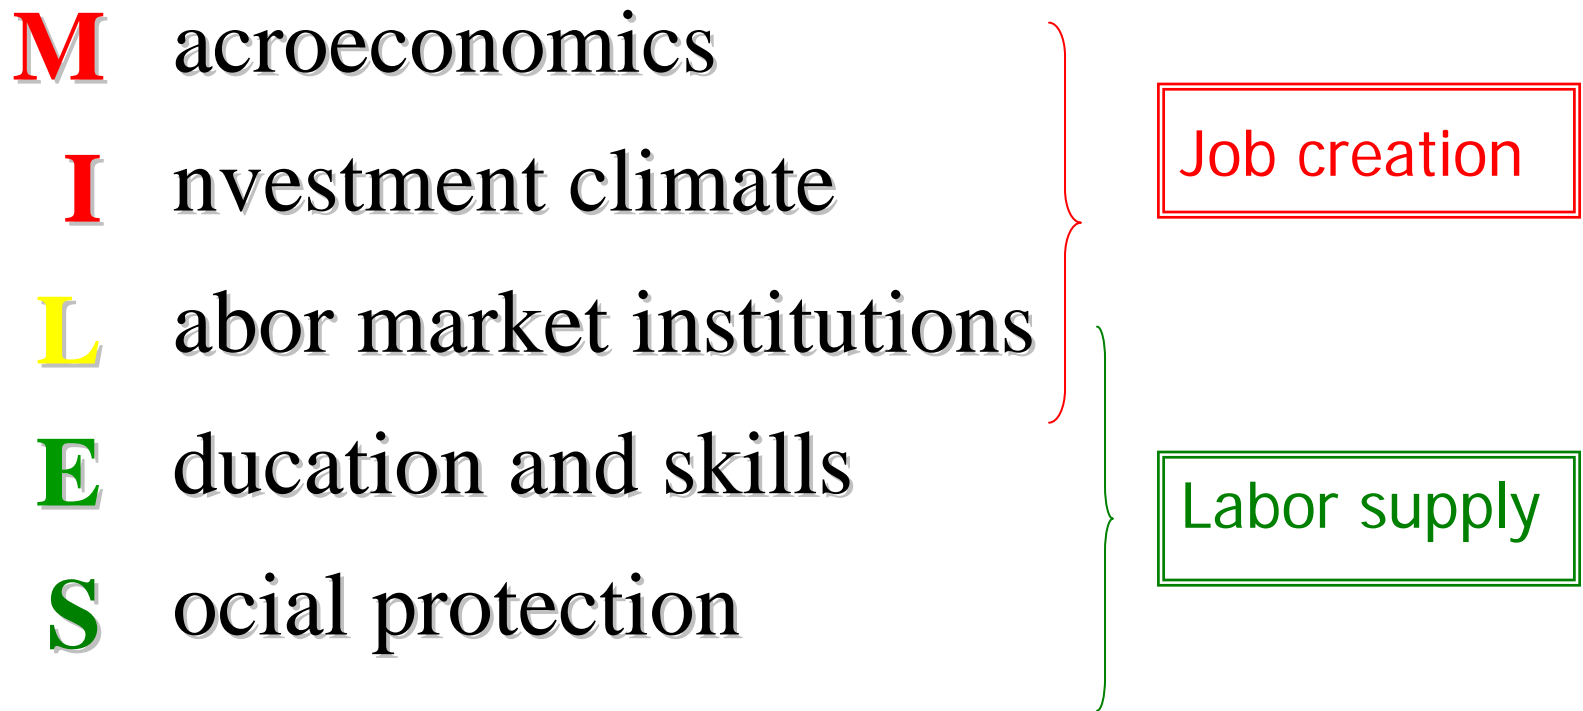 M acroeconomics
I nvestment climate
L abor market institutions
E ducation and skills
S ocial protection
Job creation
Labor supply